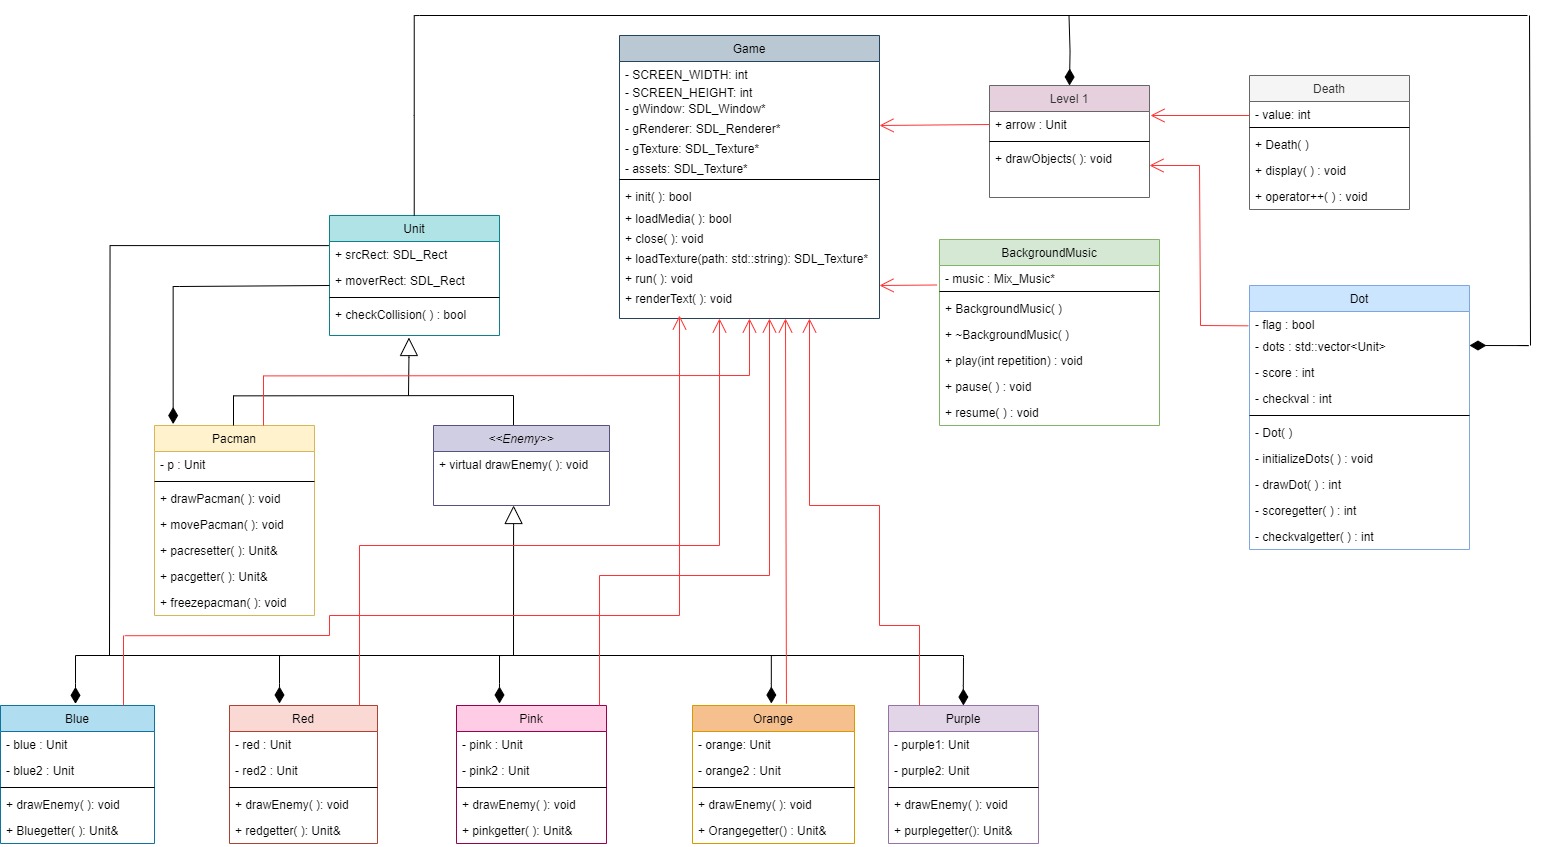 Game
- SCREEN_WIDTH: int
- SCREEN_HEIGHT: int
- gWindow: SDL_Window*
- gRenderer: SDL_Renderer*
- gTexture: SDL_Texture*
- assets: SDL_Texture*
+ init( ): bool
+ loadMedia( ): bool
+ close( ): void
+ loadTexture(path: std::string): SDL_Texture*
+ run( ): void
+ renderText( ): void
Level 1
+ arrow : Unit
+ drawObjects( ): void
Death
- value: int
+ Death( )
+ display( ) : void
+ operator++( ) : void
Unit
+ srcRect: SDL_Rect
+ moverRect: SDL_Rect
+ checkCollision( ) : bool
BackgroundMusic
- music : Mix_Music*
+ BackgroundMusic( )
+ ~BackgroundMusic( )
+ play(int repetition) : void
+ pause( ) : void
+ resume( ) : void
Dot
- flag : bool
- dots : std::vector<Unit>
- score : int
- checkval : int
- Dot( )
- initializeDots( ) : void
- drawDot( ) : int
- scoregetter( ) : int
- checkvalgetter( ) : int
Pacman
- p : Unit
+ drawPacman( ): void
+ movePacman( ): void
+ pacresetter( ): Unit&
+ pacgetter( ): Unit&
+ freezepacman( ): void
<<Enemy>>
+ virtual drawEnemy( ): void
Blue
- blue : Unit
- blue2 : Unit
+ drawEnemy( ): void
+ Bluegetter( ): Unit&
Red
- red : Unit
- red2 : Unit
+ drawEnemy( ): void
+ redgetter( ): Unit&
Pink
- pink : Unit
- pink2 : Unit
+ drawEnemy( ): void
+ pinkgetter( ): Unit&
Orange
- orange: Unit
- orange2 : Unit
+ drawEnemy( ): void
+ Orangegetter() : Unit&
Purple
- purple1: Unit
- purple2: Unit
+ drawEnemy( ): void
+ purplegetter(): Unit&